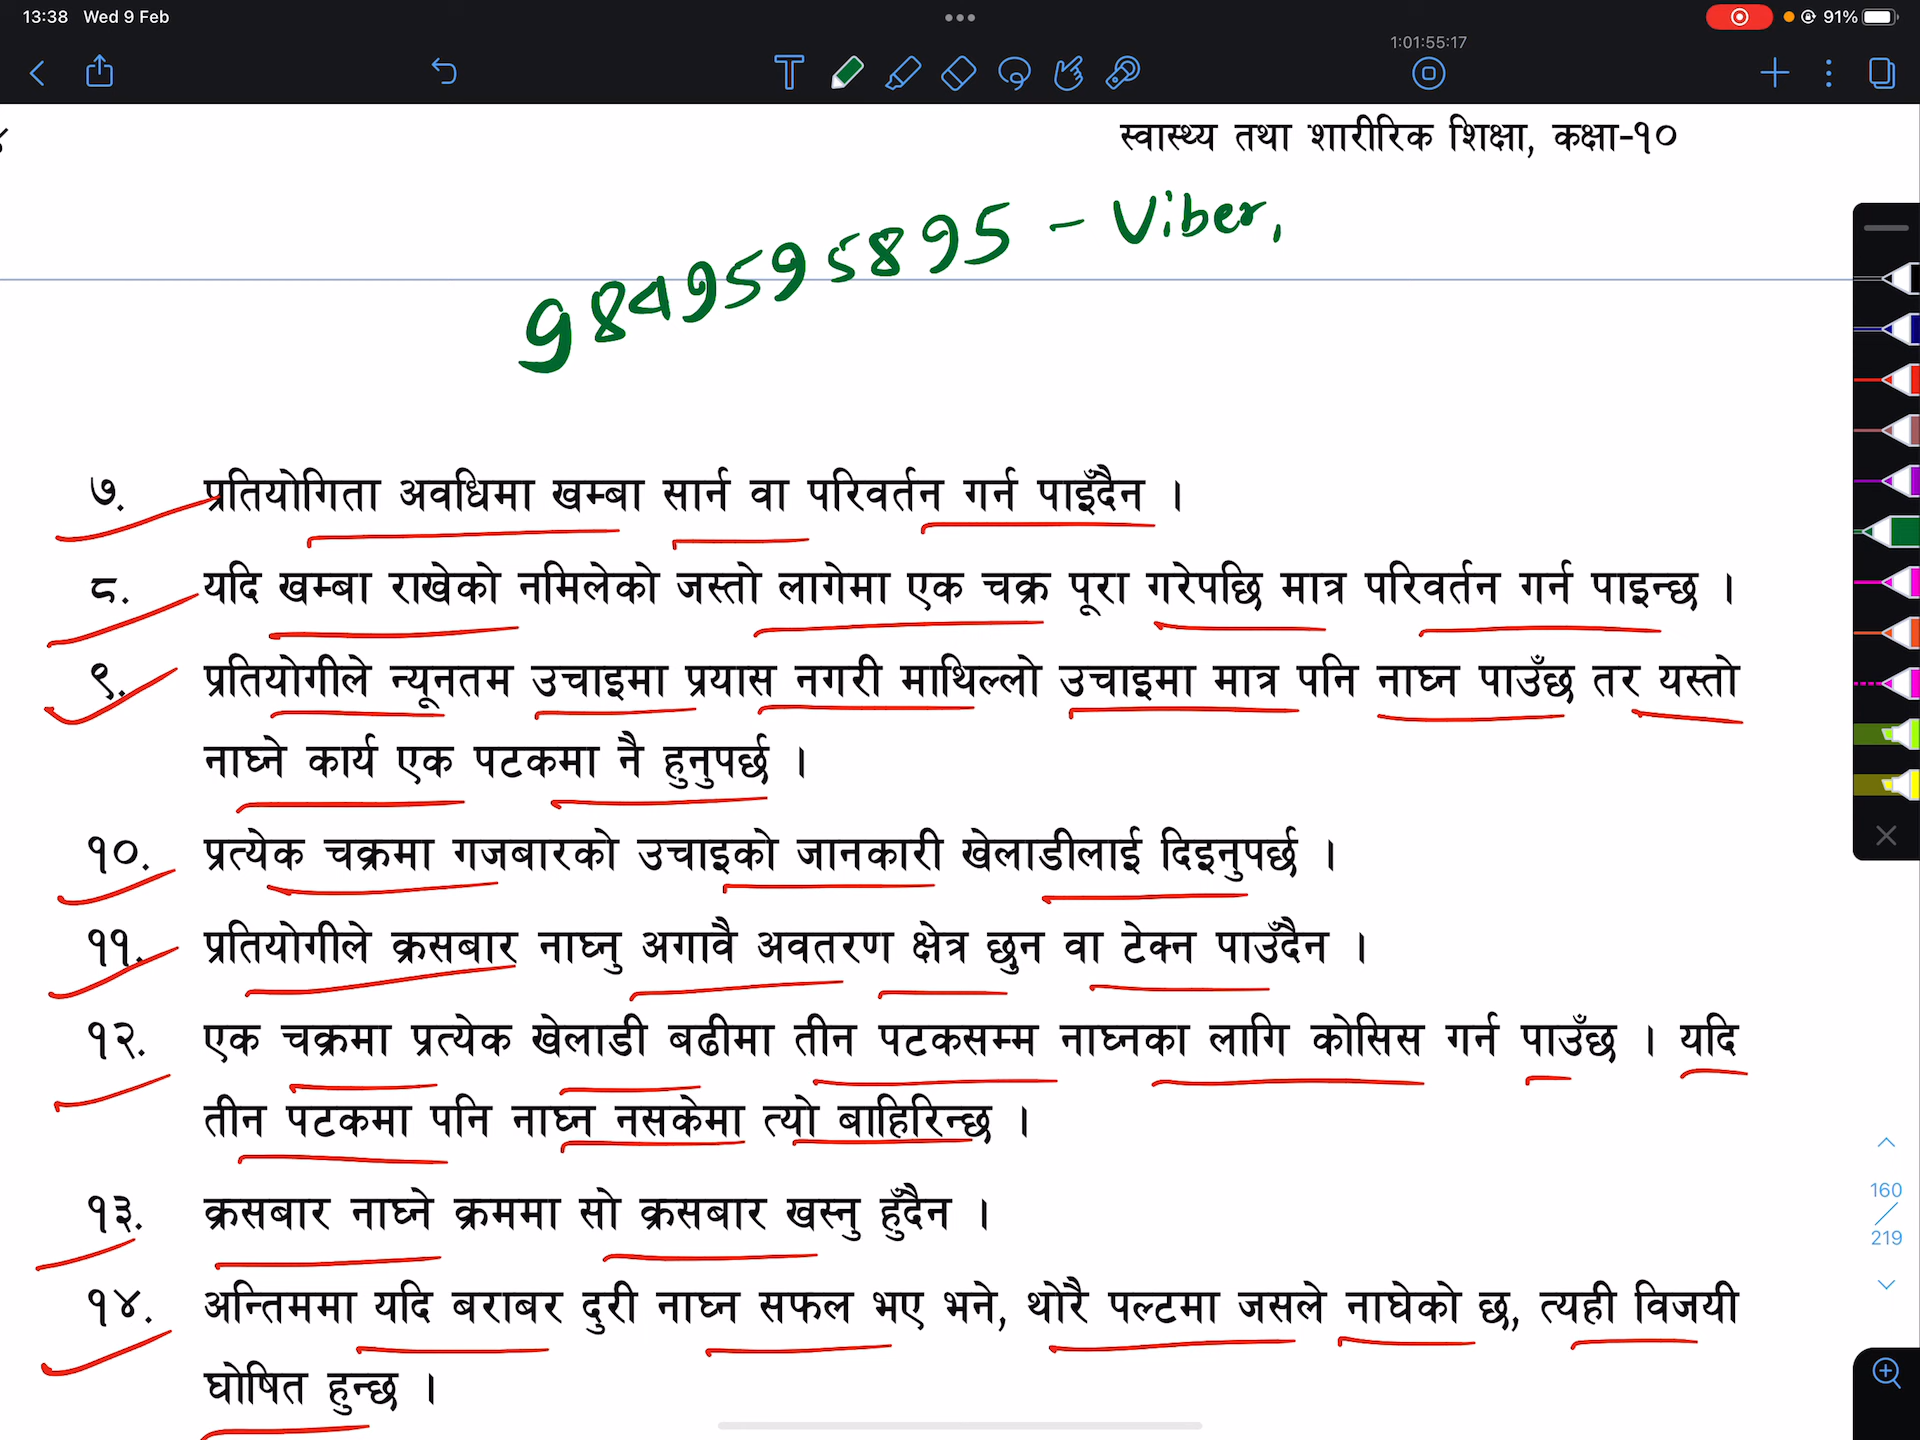 13:38 Wed 9 Feb
91%
1:01:55:17
स्वास्थ्य तथा शारीरिक शिक्षा, कक्षा-१०
9849595895 - Viber,
७. प्रतियोगिता अवधिमा खम्बा सार्न वा परिवर्तन गर्न पाइँदैन ।
८. यदि खम्बा राखेको नमिलेको जस्तो लागेमा एक चक्र पूरा गरेपछि मात्र परिवर्तन गर्न पाइन्छ ।
९. प्रतियोगीले न्यूनतम उचाइमा प्रयास नगरी माथिल्लो उचाइमा मात्र पनि नाघ्न पाउँछ तर यस्तो
नाघ्ने कार्य एक पटकमा नै हुनुपर्छ ।
१०. प्रत्येक चक्रमा गजबारको उचाइको जानकारी खेलाडीलाई दिइनुपर्छ ।
११. प्रतियोगीले क्रसबार नाघ्नु अगावै अवतरण क्षेत्र छुन वा टेक्न पाउँदैन ।
१२. एक चक्रमा प्रत्येक खेलाडी बढीमा तीन पटकसम्म नाघ्नका लागि कोसिस गर्न पाउँछ । यदि
तीन पटकमा पनि नाघ्न नसकेमा त्यो बाहिरिन्छ ।
१३. क्रसबार नाघ्ने क्रममा सो क्रसबार खस्नु हुँदैन ।
१४. अन्तिममा यदि बराबर दुरी नाघ्न सफल भए भने, थोरै पल्टमा जसले नाघेको छ, त्यही विजयी
घोषित हुन्छ ।
160
219